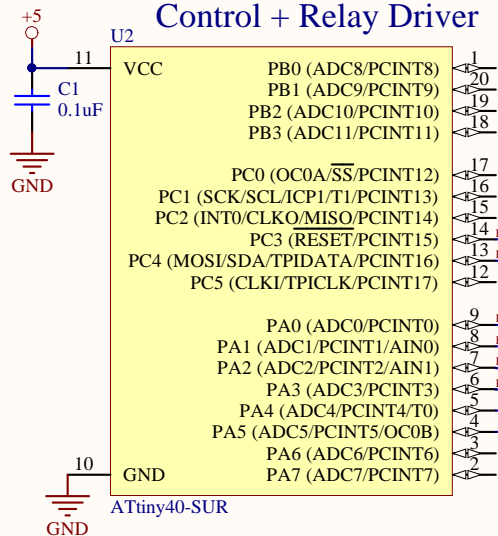 Control + Relay Driver
+5
U2
11 VCC PB0 (ADC8/PCINT8) 1
PB1 (ADC9/PCINT9) 20
C1 PB2 (ADC10/PCINT10) 19
0.1uF PB3 (ADC11/PCINT11) 18
PC0 (OC0A/SS/PCINT12) 17
GND PC1 (SCK/SCL/ICP1/T1/PCINT13) 16
PC2 (INT0/CLKO/MISO/PCINT14) 15
PC3 (RESET/PCINT15) 14
PC4 (MOSI/SDA/TPIDATA/PCINT16) 13
PC5 (CLKI/TPICLK/PCINT17) 12
PA0 (ADC0/PCINT0) 9
PA1 (ADC1/PCINT1/AIN0) 8
PA2 (ADC2/PCINT2/AIN1) 7
PA3 (ADC3/PCINT3) 6
PA4 (ADC4/PCINT4/T0) 5
PA5 (ADC5/PCINT5/OC0B) 4
PA6 (ADC6/PCINT6) 3
10 GND PA7 (ADC7/PCINT7) 2
ATtiny40-SUR
GND